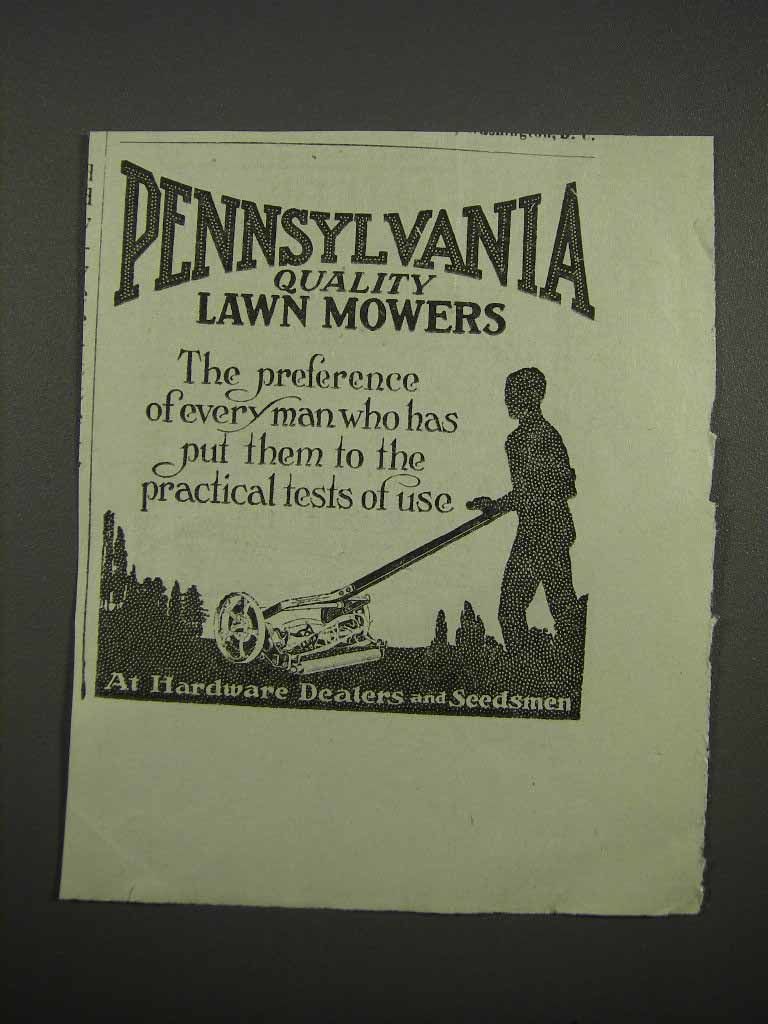 Washington, D. C.
PENNSYLVANIA
QUALITY
LAWN MOWERS
The preference
of every man who has
put them to the
practical tests of use
At Hardware Dealers and Seedsmen